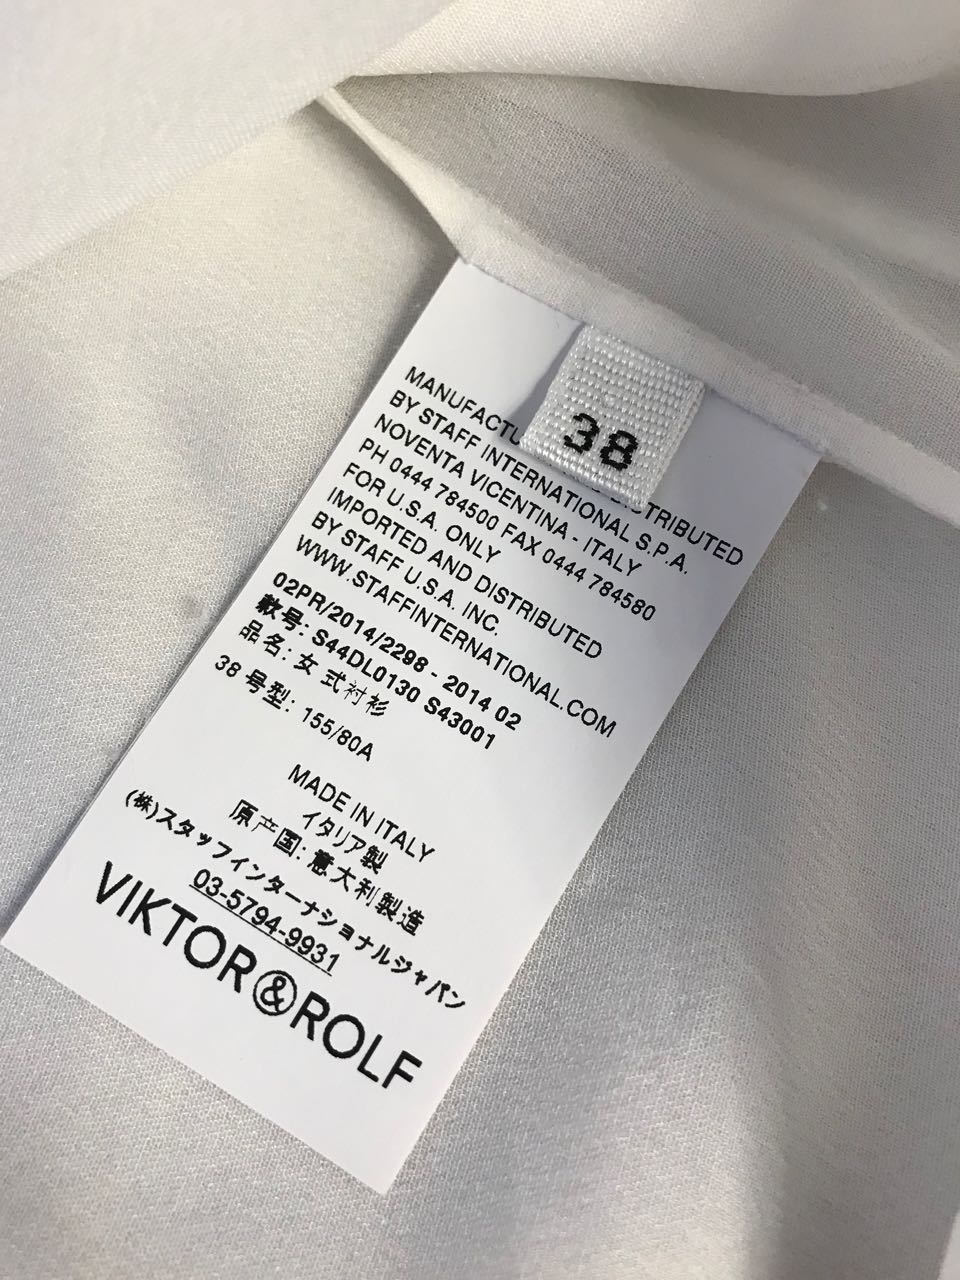 38
MANUFACTU DISTRIBUTED
BY STAFF INTERNATIONAL S.P.A.
NOVENTA VICENTINA - ITALY
PH 0444 784500 FAX 0444 784580
FOR U.S.A. ONLY
IMPORTED AND DISTRIBUTED
BY STAFF U.S.A. INC.
WWW.STAFFINTERNATIONAL.COM
02PR/2014/2298 - 2014 02
款号: S44DL0130 S43001
品名: 女 式衬衫
38 号型: 155/80A
MADE IN ITALY
イタリア製
原产国: 意大利製造
(株)スタッフインターナショナルジャパン
03-5794-9931
VIKTOR&ROLF